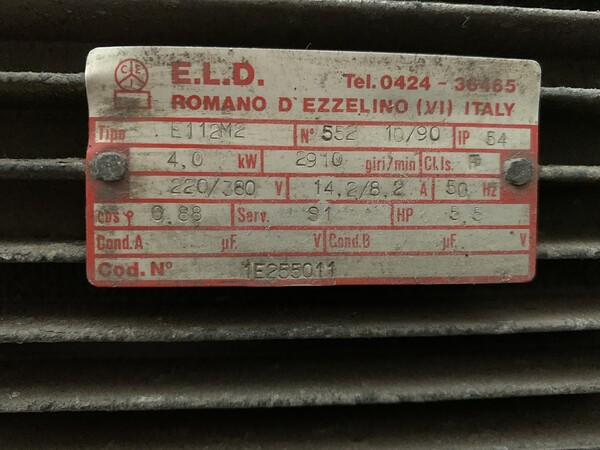 CEI
E.L.D. Tel. 0424 - 36465
ROMANO D'EZZELINO (VI) ITALY
Tipo E112M2 N° 552 10/90 IP 54
4,0 kW 2910 giri/min Cl.Is. F
220/380 V 14,2/8,2 A 50 Hz
cos φ 0,88 Serv. S1 HP 5,5
Cond.A µF V Cond.B µF V
Cod. N° 1E255011